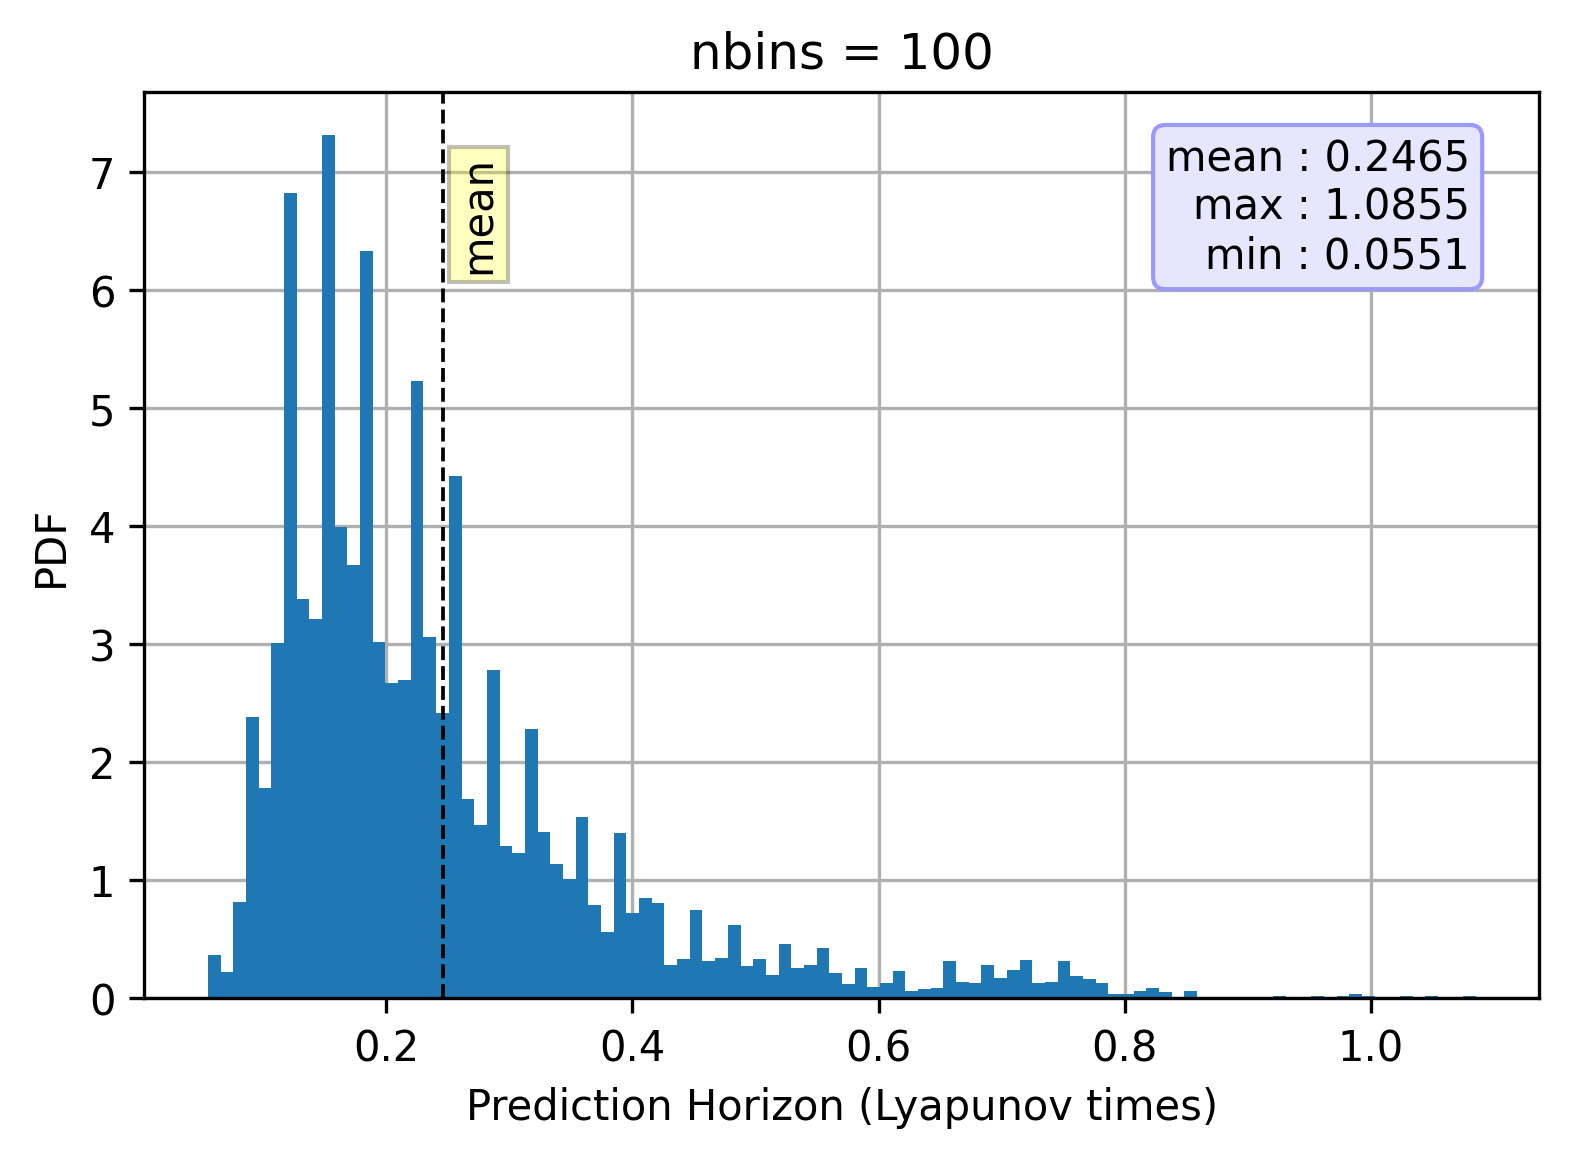 nbins = 100
mean : 0.2465
max : 1.0855
min : 0.0551
mean
PDF
7
6
5
4
3
2
1
0
0.2 0.4 0.6 0.8 1.0
Prediction Horizon (Lyapunov times)